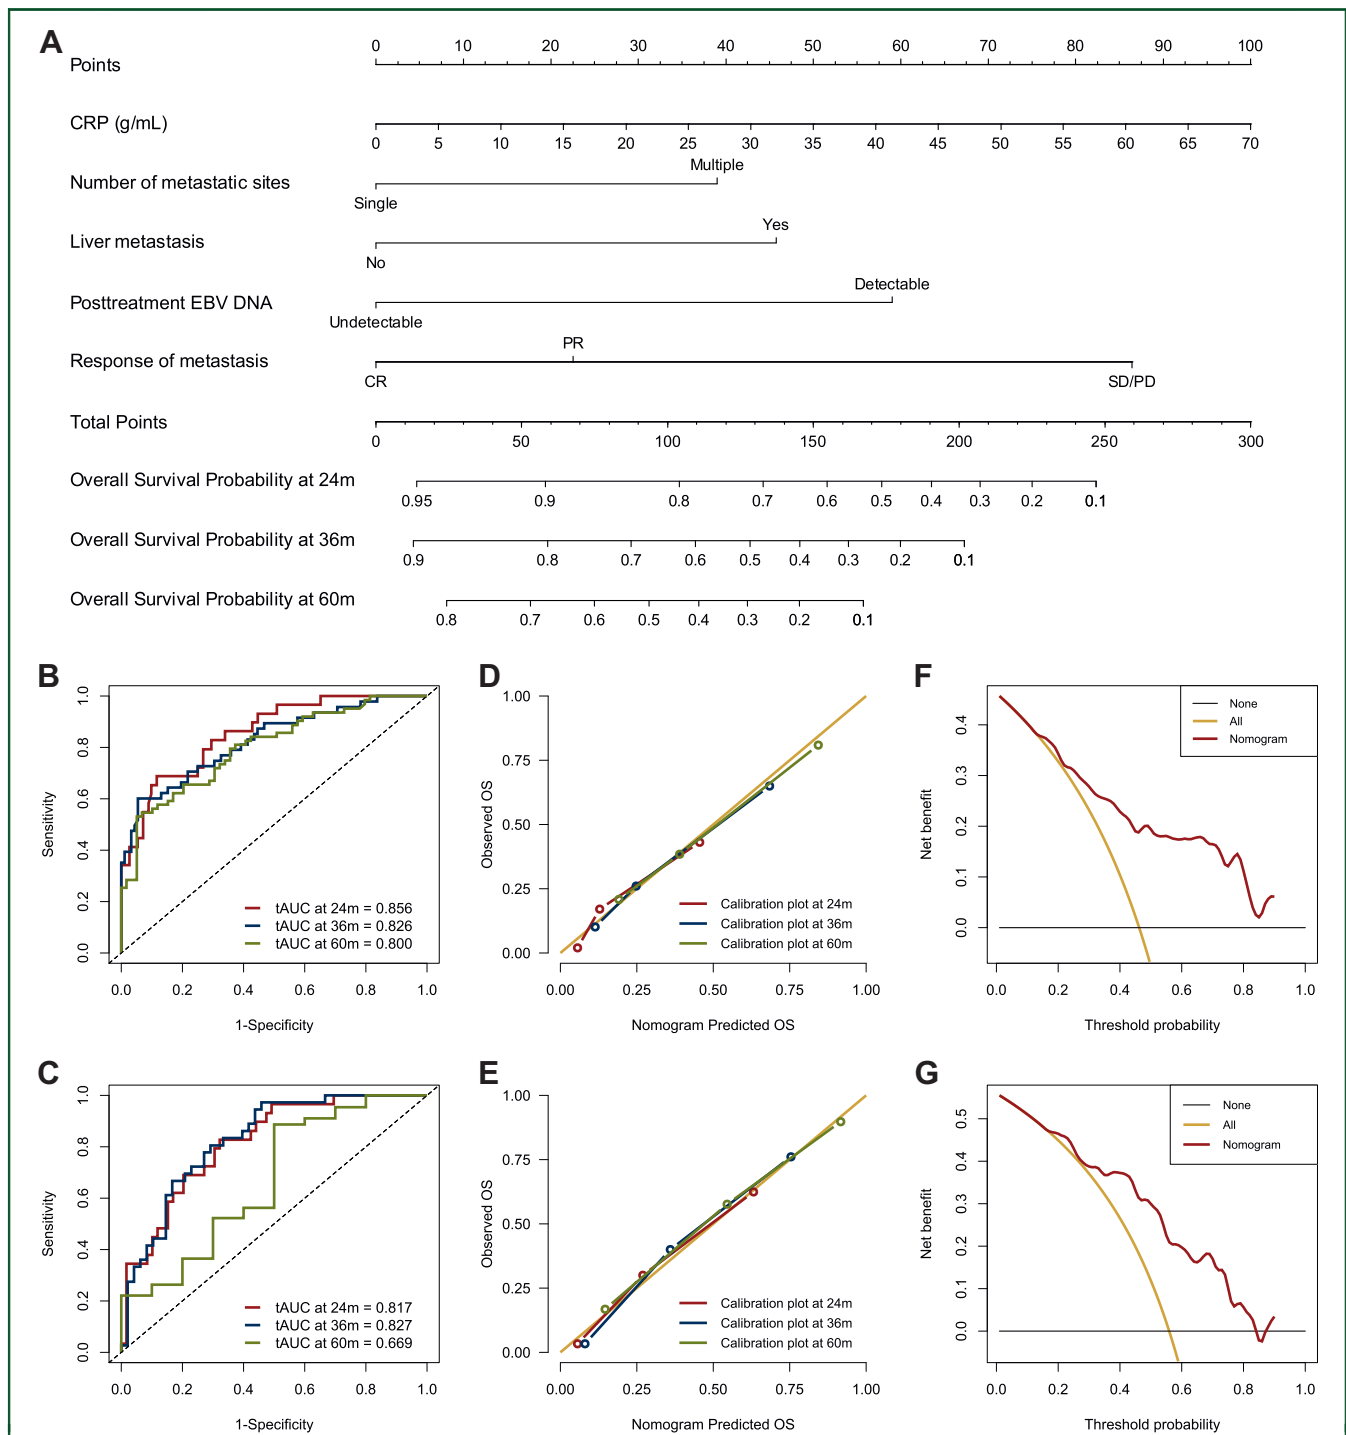 A
0 10 20 30 40 50 60 70 80 90 100
Points
CRP (g/mL)
0 5 10 15 20 25 30 35 40 45 50 55 60 65 70
Multiple
Number of metastatic sites
Single
Yes
Liver metastasis
No
Detectable
Posttreatment EBV DNA
Undetectable
PR
Response of metastasis
CR SD/PD
Total Points
0 50 100 150 200 250 300
Overall Survival Probability at 24m
0.95 0.9 0.8 0.7 0.6 0.5 0.4 0.3 0.2 0.1
Overall Survival Probability at 36m
0.9 0.8 0.7 0.6 0.5 0.4 0.3 0.2 0.1
Overall Survival Probability at 60m
0.8 0.7 0.6 0.5 0.4 0.3 0.2 0.1
B
Sensitivity
1.0
0.8
0.6
0.4
0.2
0.0
tAUC at 24m = 0.856
tAUC at 36m = 0.826
tAUC at 60m = 0.800
0.0 0.2 0.4 0.6 0.8 1.0
1-Specificity
D
Observed OS
1.00
0.75
0.50
0.25
0.00
Calibration plot at 24m
Calibration plot at 36m
Calibration plot at 60m
0.00 0.25 0.50 0.75 1.00
Nomogram Predicted OS
F
None
All
Nomogram
Net benefit
0.4
0.3
0.2
0.1
0.0
0.0 0.2 0.4 0.6 0.8 1.0
Threshold probability
C
Sensitivity
1.0
0.8
0.6
0.4
0.2
0.0
tAUC at 24m = 0.817
tAUC at 36m = 0.827
tAUC at 60m = 0.669
0.0 0.2 0.4 0.6 0.8 1.0
1-Specificity
E
Observed OS
1.00
0.75
0.50
0.25
0.00
Calibration plot at 24m
Calibration plot at 36m
Calibration plot at 60m
0.00 0.25 0.50 0.75 1.00
Nomogram Predicted OS
G
None
All
Nomogram
Net benefit
0.5
0.4
0.3
0.2
0.1
0.0
0.0 0.2 0.4 0.6 0.8 1.0
Threshold probability